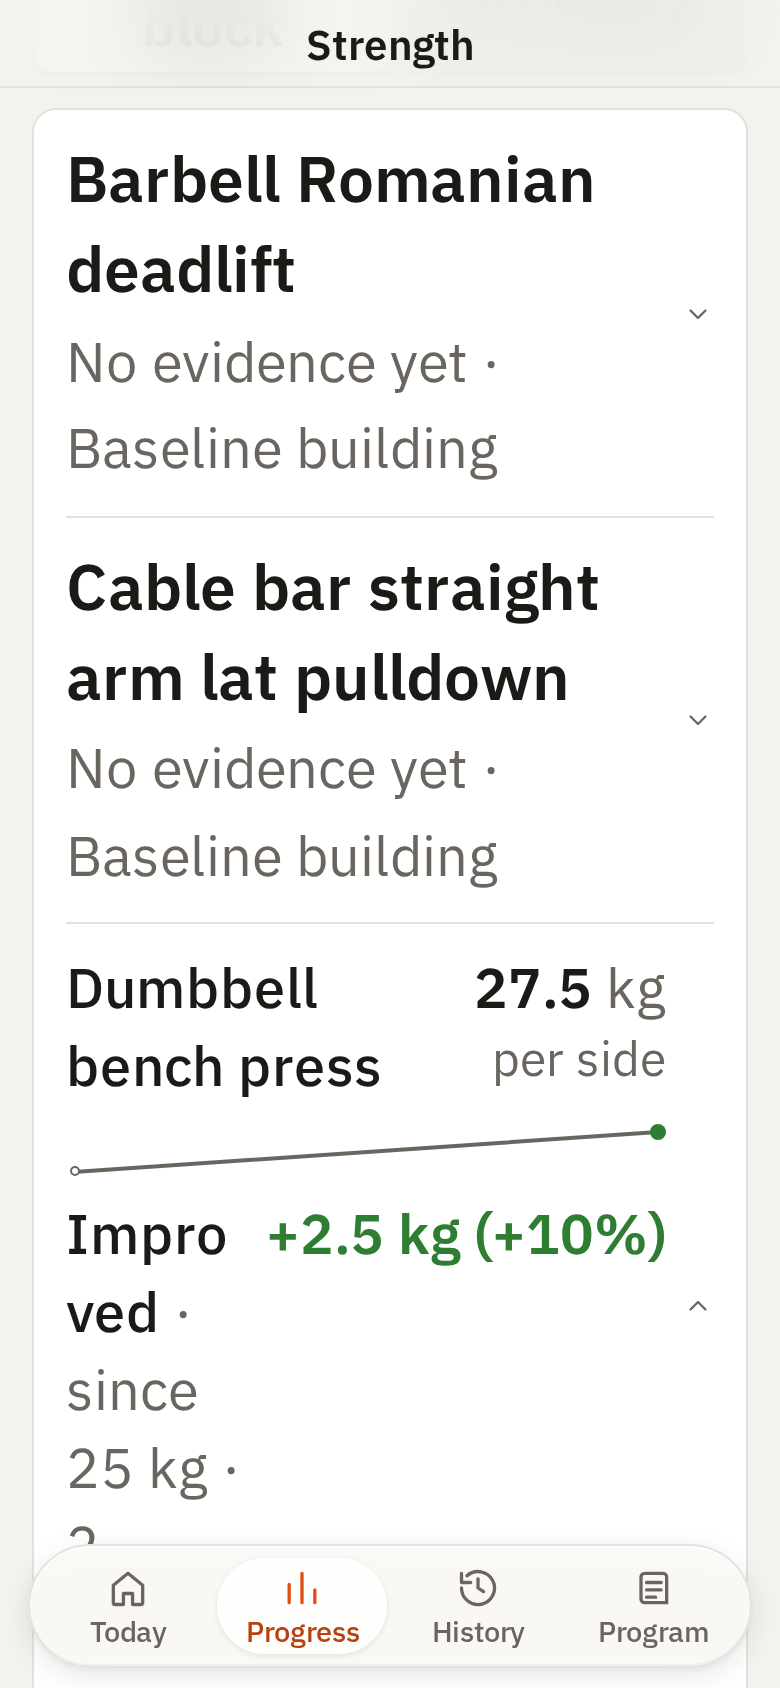 block
Strength
Barbell Romanian
deadlift
No evidence yet ·
Baseline building
Cable bar straight
arm lat pulldown
No evidence yet ·
Baseline building
Dumbbell
bench press
27.5 kg
per side
Impro
ved ·
since
25 kg ·
2
+2.5 kg (+10%)
Today
Progress
History
Program